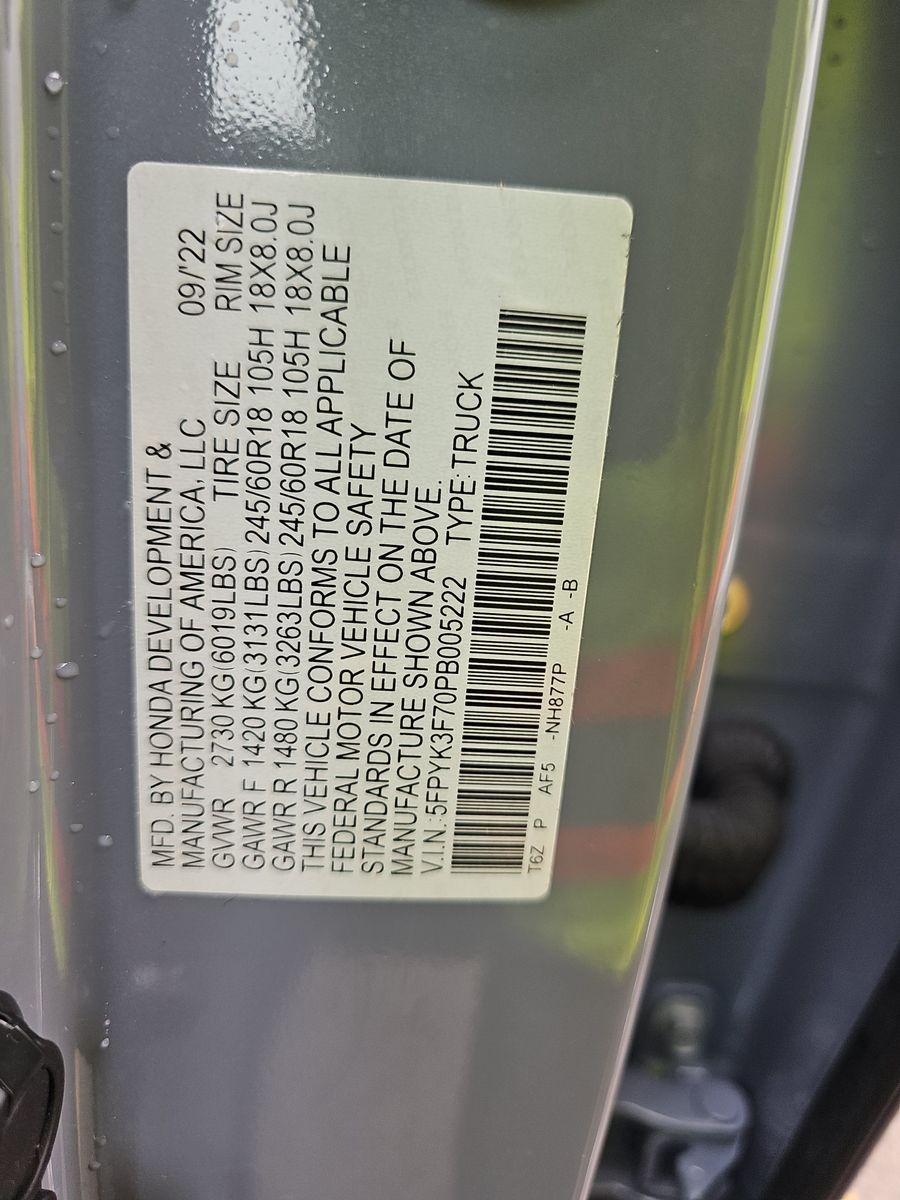 MFD. BY HONDA DEVELOPMENT &
MANUFACTURING OF AMERICA, LLC 09/'22
GVWR 2730 KG (6019LBS) TIRE SIZE RIM SIZE
GAWR F 1420 KG (3131LBS) 245/60R18 105H 18X8.0J
GAWR R 1480 KG (3263LBS) 245/60R18 105H 18X8.0J
THIS VEHICLE CONFORMS TO ALL APPLICABLE
FEDERAL MOTOR VEHICLE SAFETY
STANDARDS IN EFFECT ON THE DATE OF
MANUFACTURE SHOWN ABOVE.
V.I.N.:5FPYK3F70PB005222 TYPE:TRUCK
T6Z P AF5 -NH877P -A -B